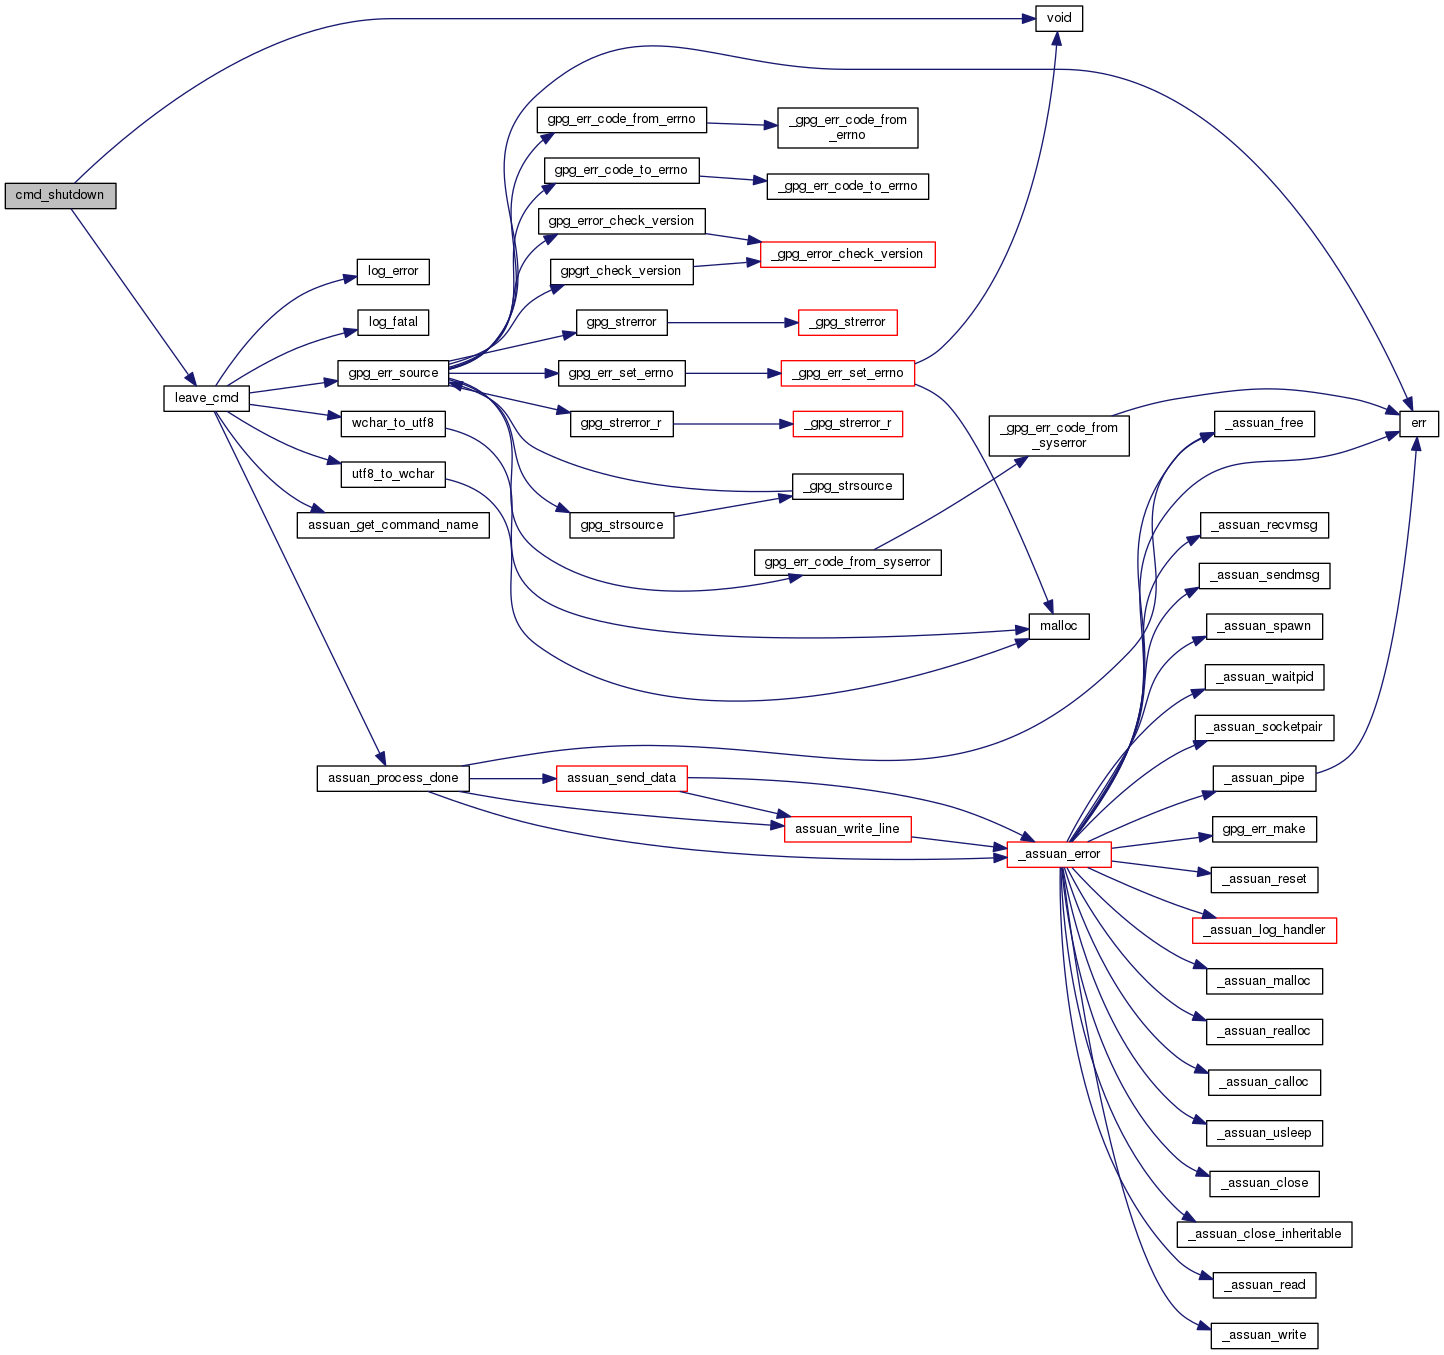 void
gpg_err_code_from_errno
_gpg_err_code_from
_errno
gpg_err_code_to_errno
_gpg_err_code_to_errno
cmd_shutdown
gpg_error_check_version
_gpg_error_check_version
log_error
gpgrt_check_version
log_fatal
gpg_strerror
_gpg_strerror
gpg_err_source
gpg_err_set_errno
_gpg_err_set_errno
leave_cmd
wchar_to_utf8
gpg_strerror_r
_gpg_strerror_r
_gpg_err_code_from
_syserror
_assuan_free
err
utf8_to_wchar
_gpg_strsource
assuan_get_command_name
gpg_strsource
_assuan_recvmsg
gpg_err_code_from_syserror
_assuan_sendmsg
malloc
_assuan_spawn
_assuan_waitpid
_assuan_socketpair
assuan_process_done
assuan_send_data
_assuan_pipe
assuan_write_line
gpg_err_make
_assuan_error
_assuan_reset
_assuan_log_handler
_assuan_malloc
_assuan_realloc
_assuan_calloc
_assuan_usleep
_assuan_close
_assuan_close_inheritable
_assuan_read
_assuan_write